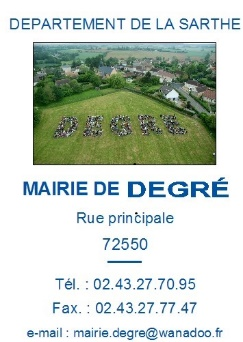 DEPARTEMENT DE LA SARTHE
DEGRÉ
MAIRIE DE DEGRÉ
Rue principale
72550
Tél. : 02.43.27.70.95
Fax. : 02.43.27.77.47
e-mail : mairie.degre@wanadoo.fr